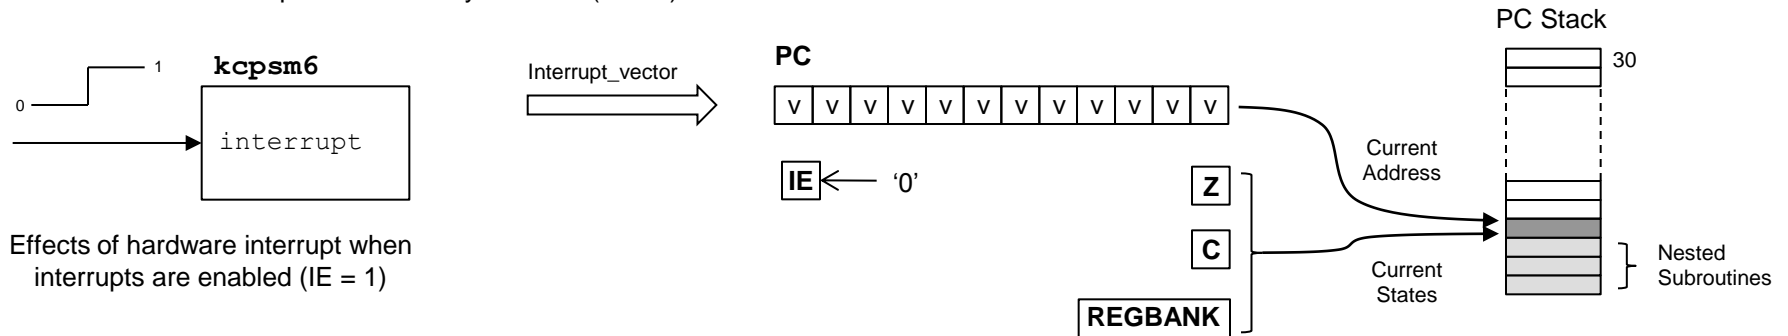 PC Stack
30
kcpsm6
0
1
interrupt
Interrupt_vector
PC
v v v v v v v v v v v v
IE
‘0’
Z
C
REGBANK
Current
Address
Current
States
Nested
Subroutines
Effects of hardware interrupt when
interrupts are enabled (IE = 1)